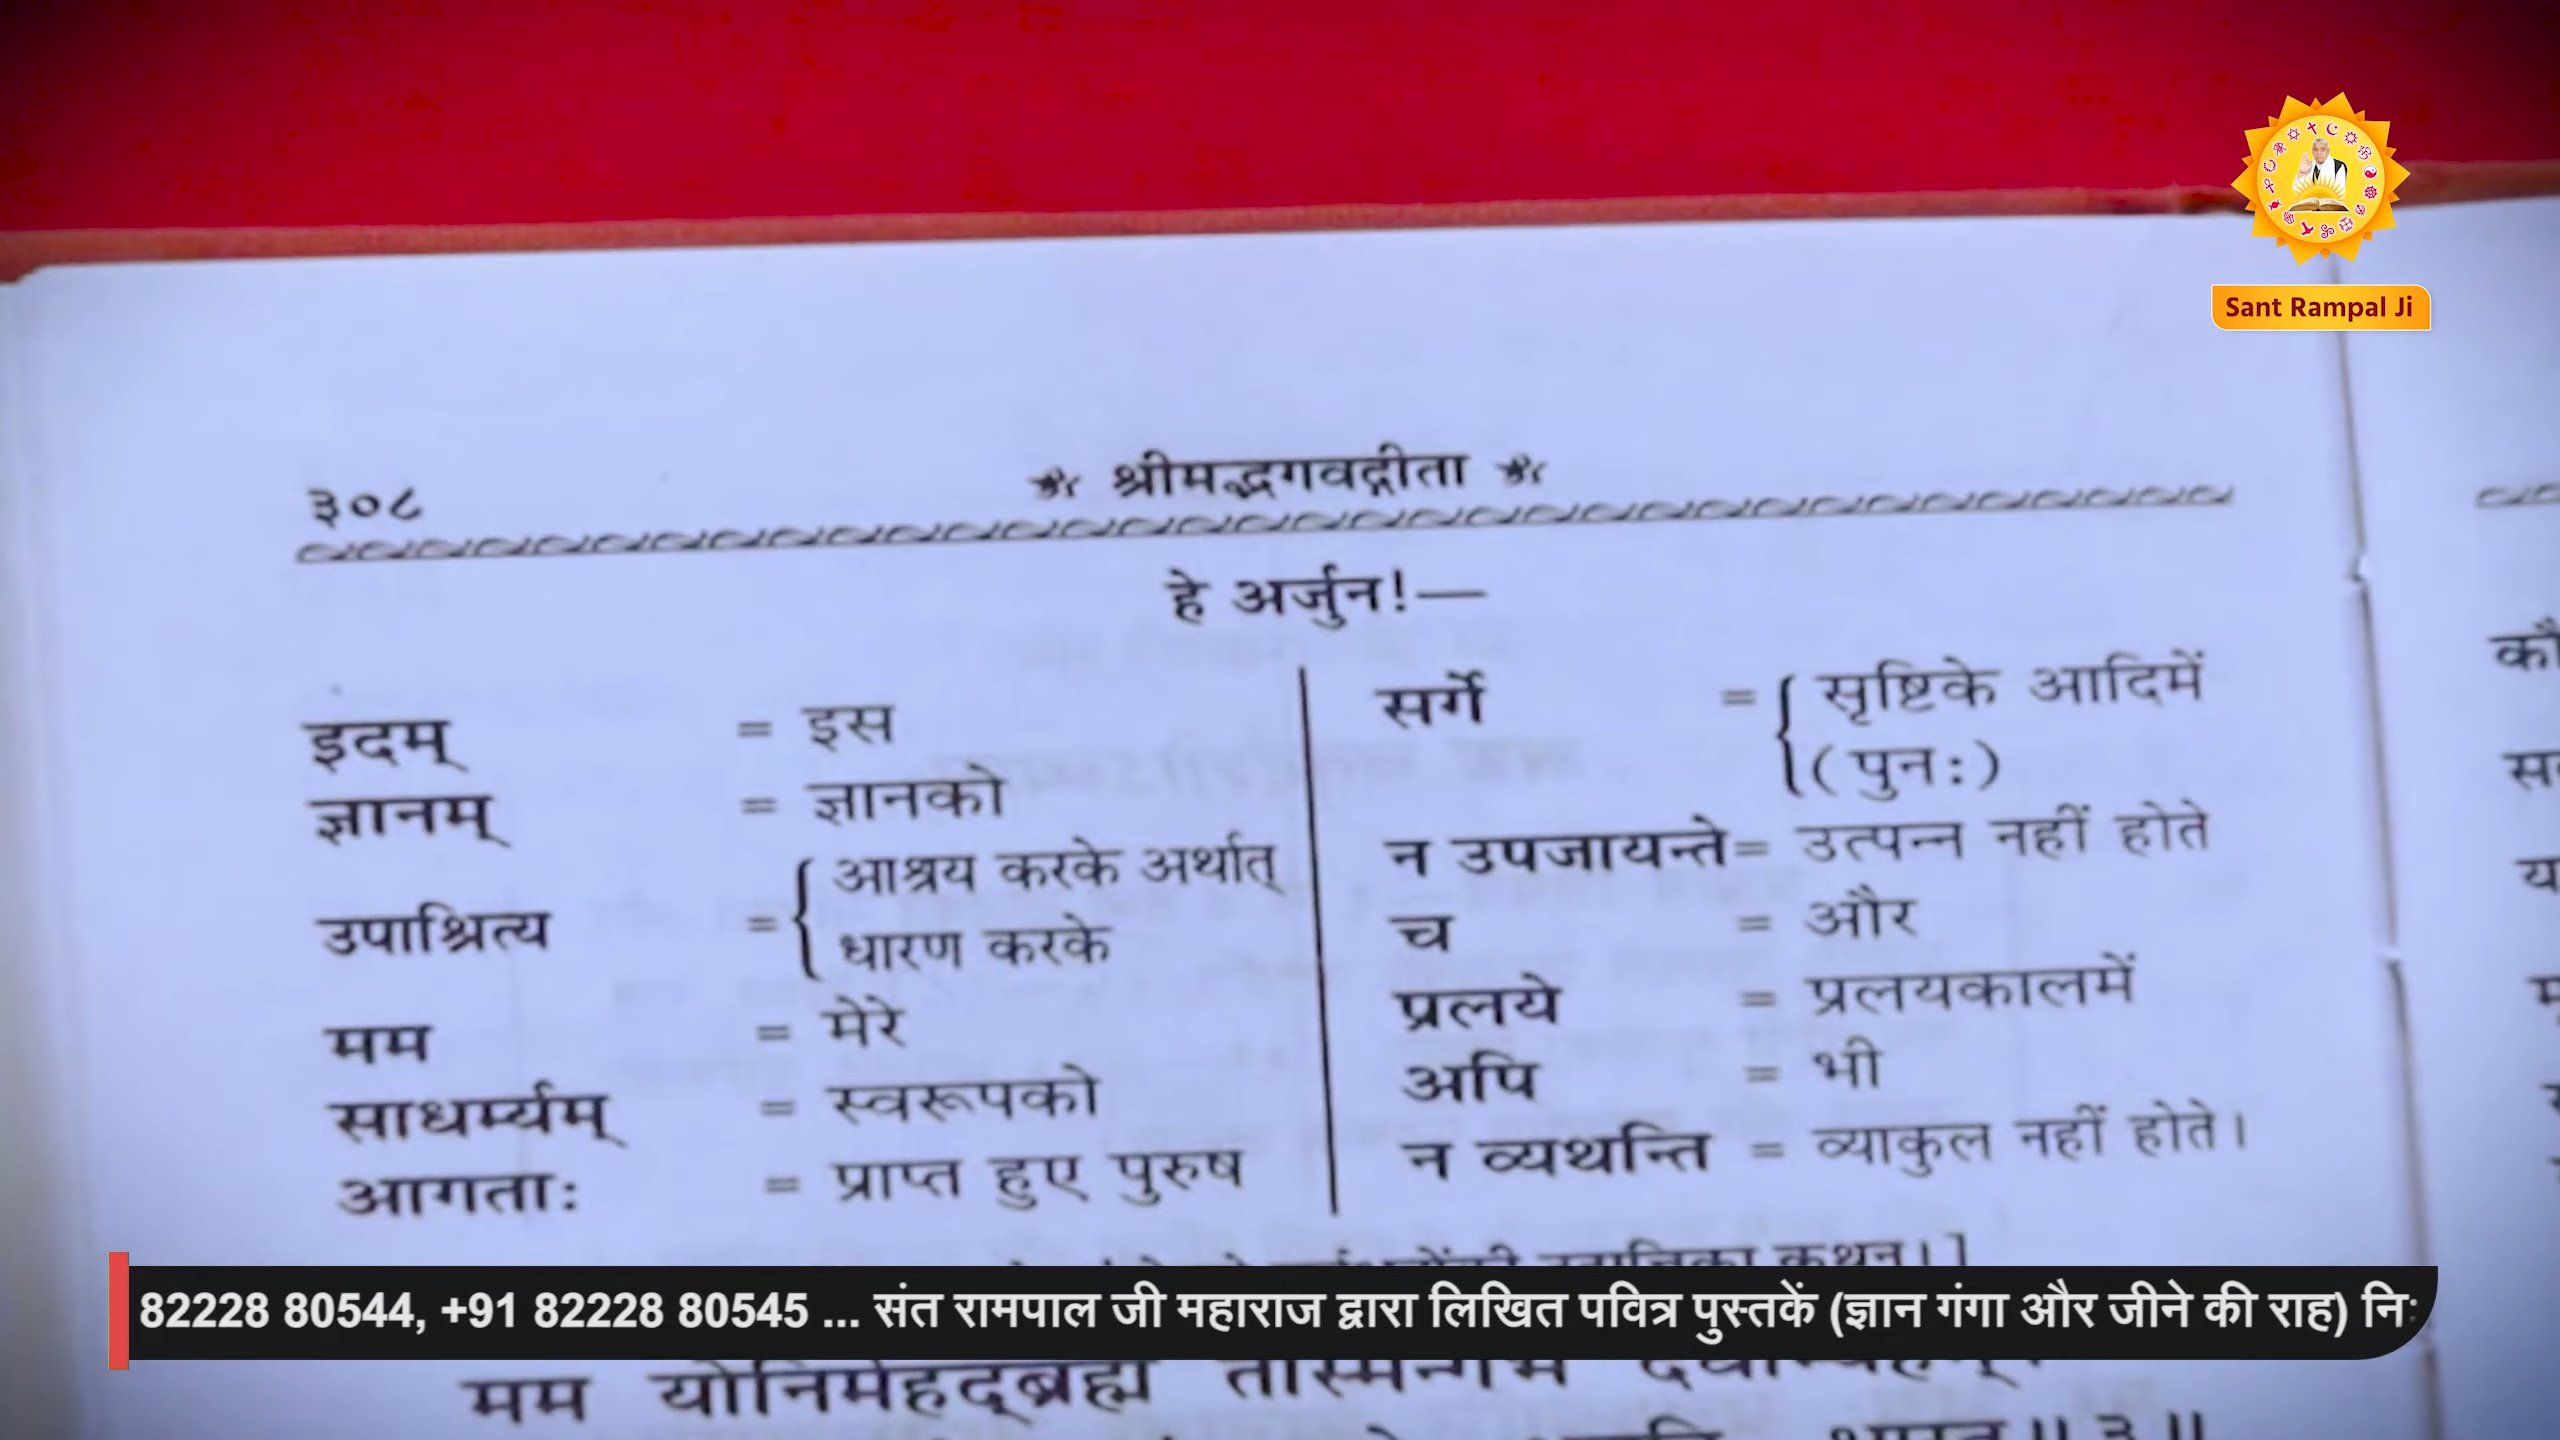 Sant Rampal Ji
३०८
श्रीमद्भगवद्गीता
हे अर्जुन!—
इदम् = इस
ज्ञानम् = ज्ञानको
उपाश्रित्य = { आश्रय करके अर्थात् धारण करके
मम = मेरे
साधर्म्यम् = स्वरूपको
आगताः = प्राप्त हुए पुरुष
सर्गे = { सृष्टिके आदिमें (पुनः)
न उपजायन्ते = उत्पन्न नहीं होते
च = और
प्रलये = प्रलयकालमें
अपि = भी
न व्यथन्ति = व्याकुल नहीं होते।
कथन।]
82228 80544, +91 82228 80545 ... संत रामपाल जी महाराज द्वारा लिखित पवित्र पुस्तकें (ज्ञान गंगा और जीने की राह)
मम योनिर्महद्ब्रह्म
॥ ३ ॥